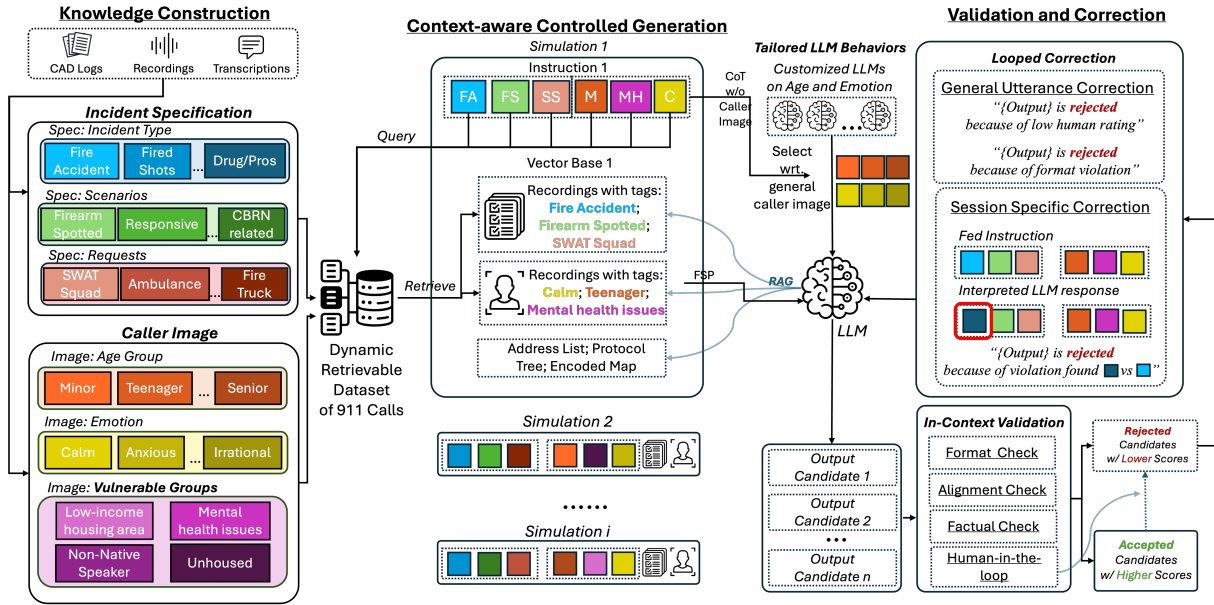 Knowledge Construction
CAD Logs
Recordings
Transcriptions
Incident Specification
Spec: Incident Type
Fire
Accident
Fired
Shots
...
Drug/Pros
Spec: Scenarios
Firearm
Spotted
Responsive
...
CBRN
related
Spec: Requests
SWAT
Squad
Ambulance
...
Fire
Truck
Caller Image
Image: Age Group
Minor
Teenager
...
Senior
Image: Emotion
Calm
Anxious
...
Irrational
Image: Vulnerable Groups
Low-income
housing area
Mental
health issues
Non-Native
Speaker
Unhoused
Dynamic
Retrievable
Dataset
of 911 Calls
Query
Retrieve
Context-aware Controlled Generation
Simulation 1
Instruction 1
FA
FS
SS
M
MH
C
Vector Base 1
Recordings with tags:
Fire Accident;
Firearm Spotted;
SWAT Squad
Recordings with tags:
Calm; Teenager;
Mental health issues
Address List; Protocol
Tree; Encoded Map
Simulation 2
......
Simulation i
CoT
w/o
Caller
Image
FSP
RAG
Tailored LLM Behaviors
Customized LLMs
on Age and Emotion
...
Select
wrt.
general
caller image
LLM
Output
Candidate 1
Output
Candidate 2
...
Output
Candidate n
Validation and Correction
Looped Correction
General Utterance Correction
“{Output} is rejected
because of low human rating”
“{Output} is rejected
because of format violation”
Session Specific Correction
Fed Instruction
Interpreted LLM response
“{Output} is rejected
because of violation found vs ”
In-Context Validation
Format Check
Alignment Check
Factual Check
Human-in-the-
loop
Rejected
Candidates
w/ Lower Scores
Accepted
Candidates
w/ Higher Scores